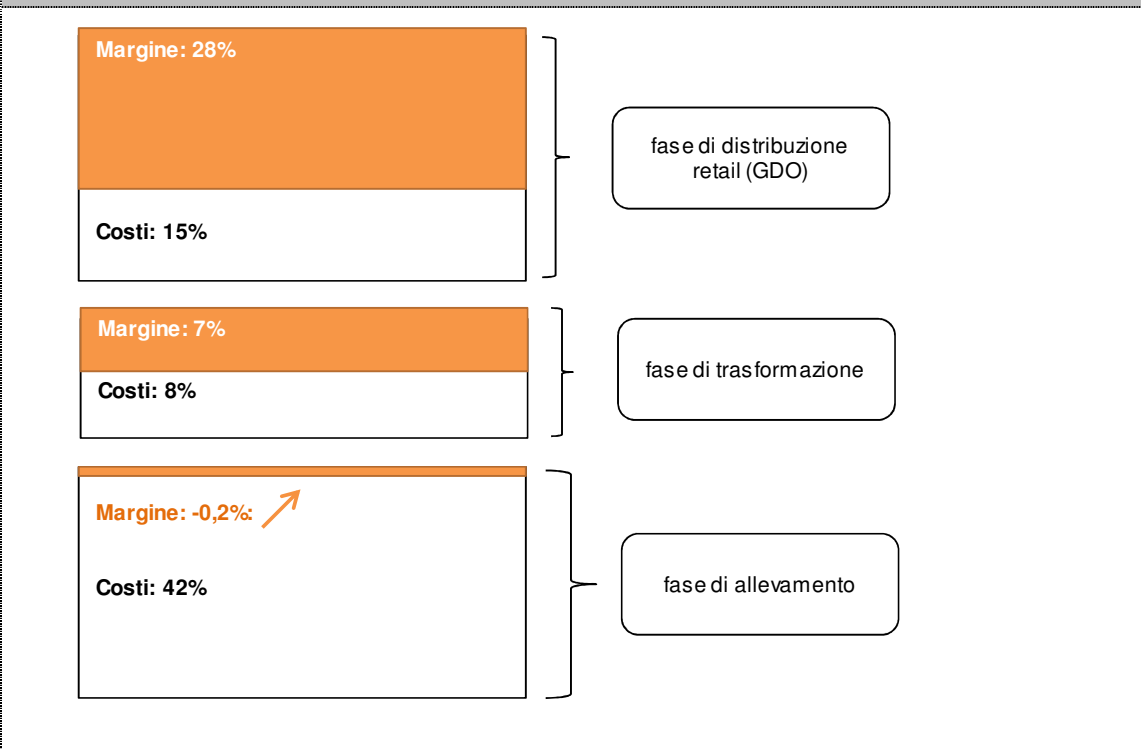 Margine: 28%
fase di distribuzione
retail (GDO)
Costi: 15%
Margine: 7%
fase di trasformazione
Costi: 8%
Margine: -0,2%:
Costi: 42%
fase di allevamento